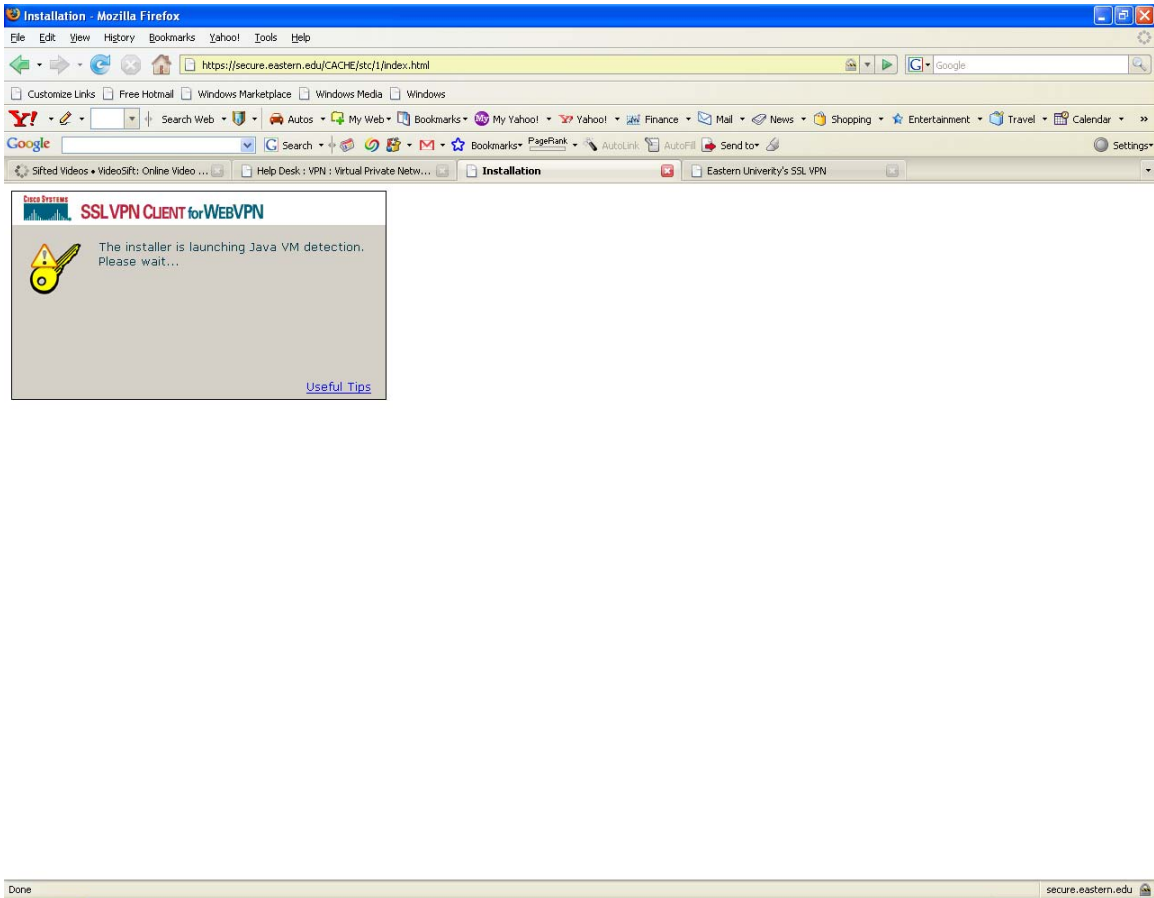 Installation - Mozilla Firefox
File Edit View History Bookmarks Yahoo! Tools Help
https://secure.eastern.edu/CACHE/stc/1/index.html G Google
Customize Links Free Hotmail Windows Marketplace Windows Media Windows
Y! Search Web Autos My Web Bookmarks My My Yahoo! Y? Yahoo! Finance Mail News Shopping Entertainment Travel Calendar »
Google G Search M Bookmarks PageRank AutoLink AutoFill Send to Settings
Sifted Videos • VideoSift: Online Video ... Help Desk : VPN : Virtual Private Netw... Installation Eastern Univerity's SSL VPN
CISCO SYSTEMS
SSL VPN CLIENT for WEBVPN
The installer is launching Java VM detection.
Please wait...
Useful Tips
Done secure.eastern.edu